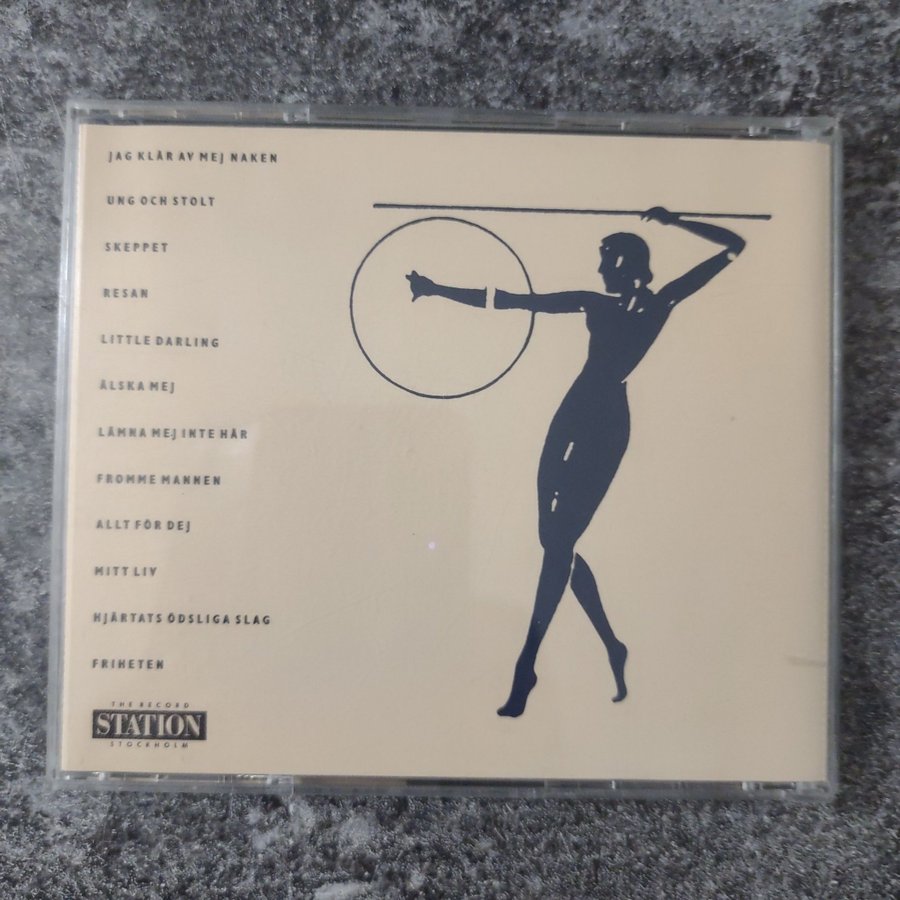 JAG KLÄR AV MEJ NAKEN
UNG OCH STOLT
SKEPPET
RESAN
LITTLE DARLING
ÄLSKA MEJ
LÄMNA MEJ INTE HÄR
FROMME MANNEN
ALLT FÖR DEJ
MITT LIV
HJÄRTATS ÖDSLIGA SLAG
FRIHETEN
THE RECORD
STATION
STOCKHOLM